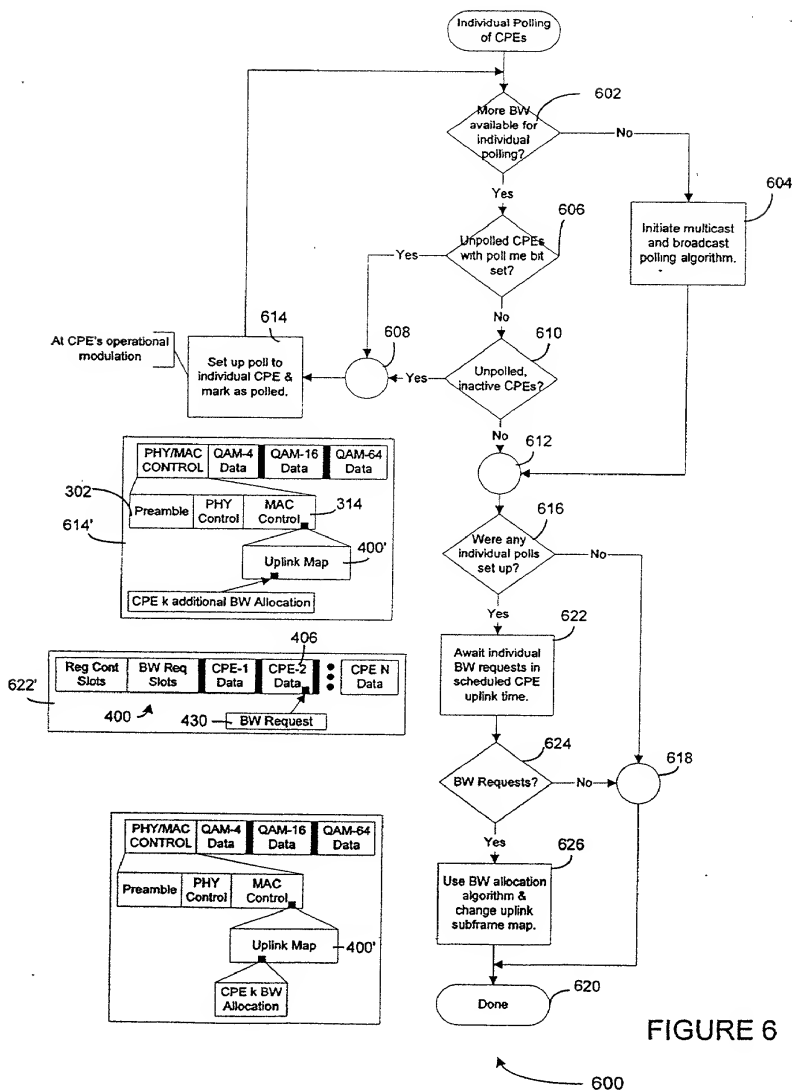 Individual Polling
of CPEs
602
More BW
available for
individual
polling?
No
Yes
604
Initiate multicast
and broadcast
polling algorithm.
606
Unpolled CPEs
with poll me bit
set?
Yes
No
614
At CPE's operational
modulation
Set up poll to
individual CPE &
mark as polled.
608
610
Unpolled,
inactive CPEs?
Yes
No
612
PHY/MAC
CONTROL
QAM-4
Data
QAM-16
Data
QAM-64
Data
302
Preamble
PHY
Control
MAC
Control
314
614'
Uplink Map
400'
CPE k additional BW Allocation
616
Were any
individual polls
set up?
No
Yes
622
Await individual
BW requests in
scheduled CPE
uplink time.
406
Reg Cont
Slots
BW Req
Slots
CPE-1
Data
CPE-2
Data
CPE N
Data
622'
400
430
BW Request
624
BW Requests?
No
618
Yes
626
Use BW allocation
algorithm &
change uplink
subframe map.
PHY/MAC
CONTROL
QAM-4
Data
QAM-16
Data
QAM-64
Data
Preamble
PHY
Control
MAC
Control
Uplink Map
400'
CPE k BW
Allocation
Done
620
FIGURE 6
600